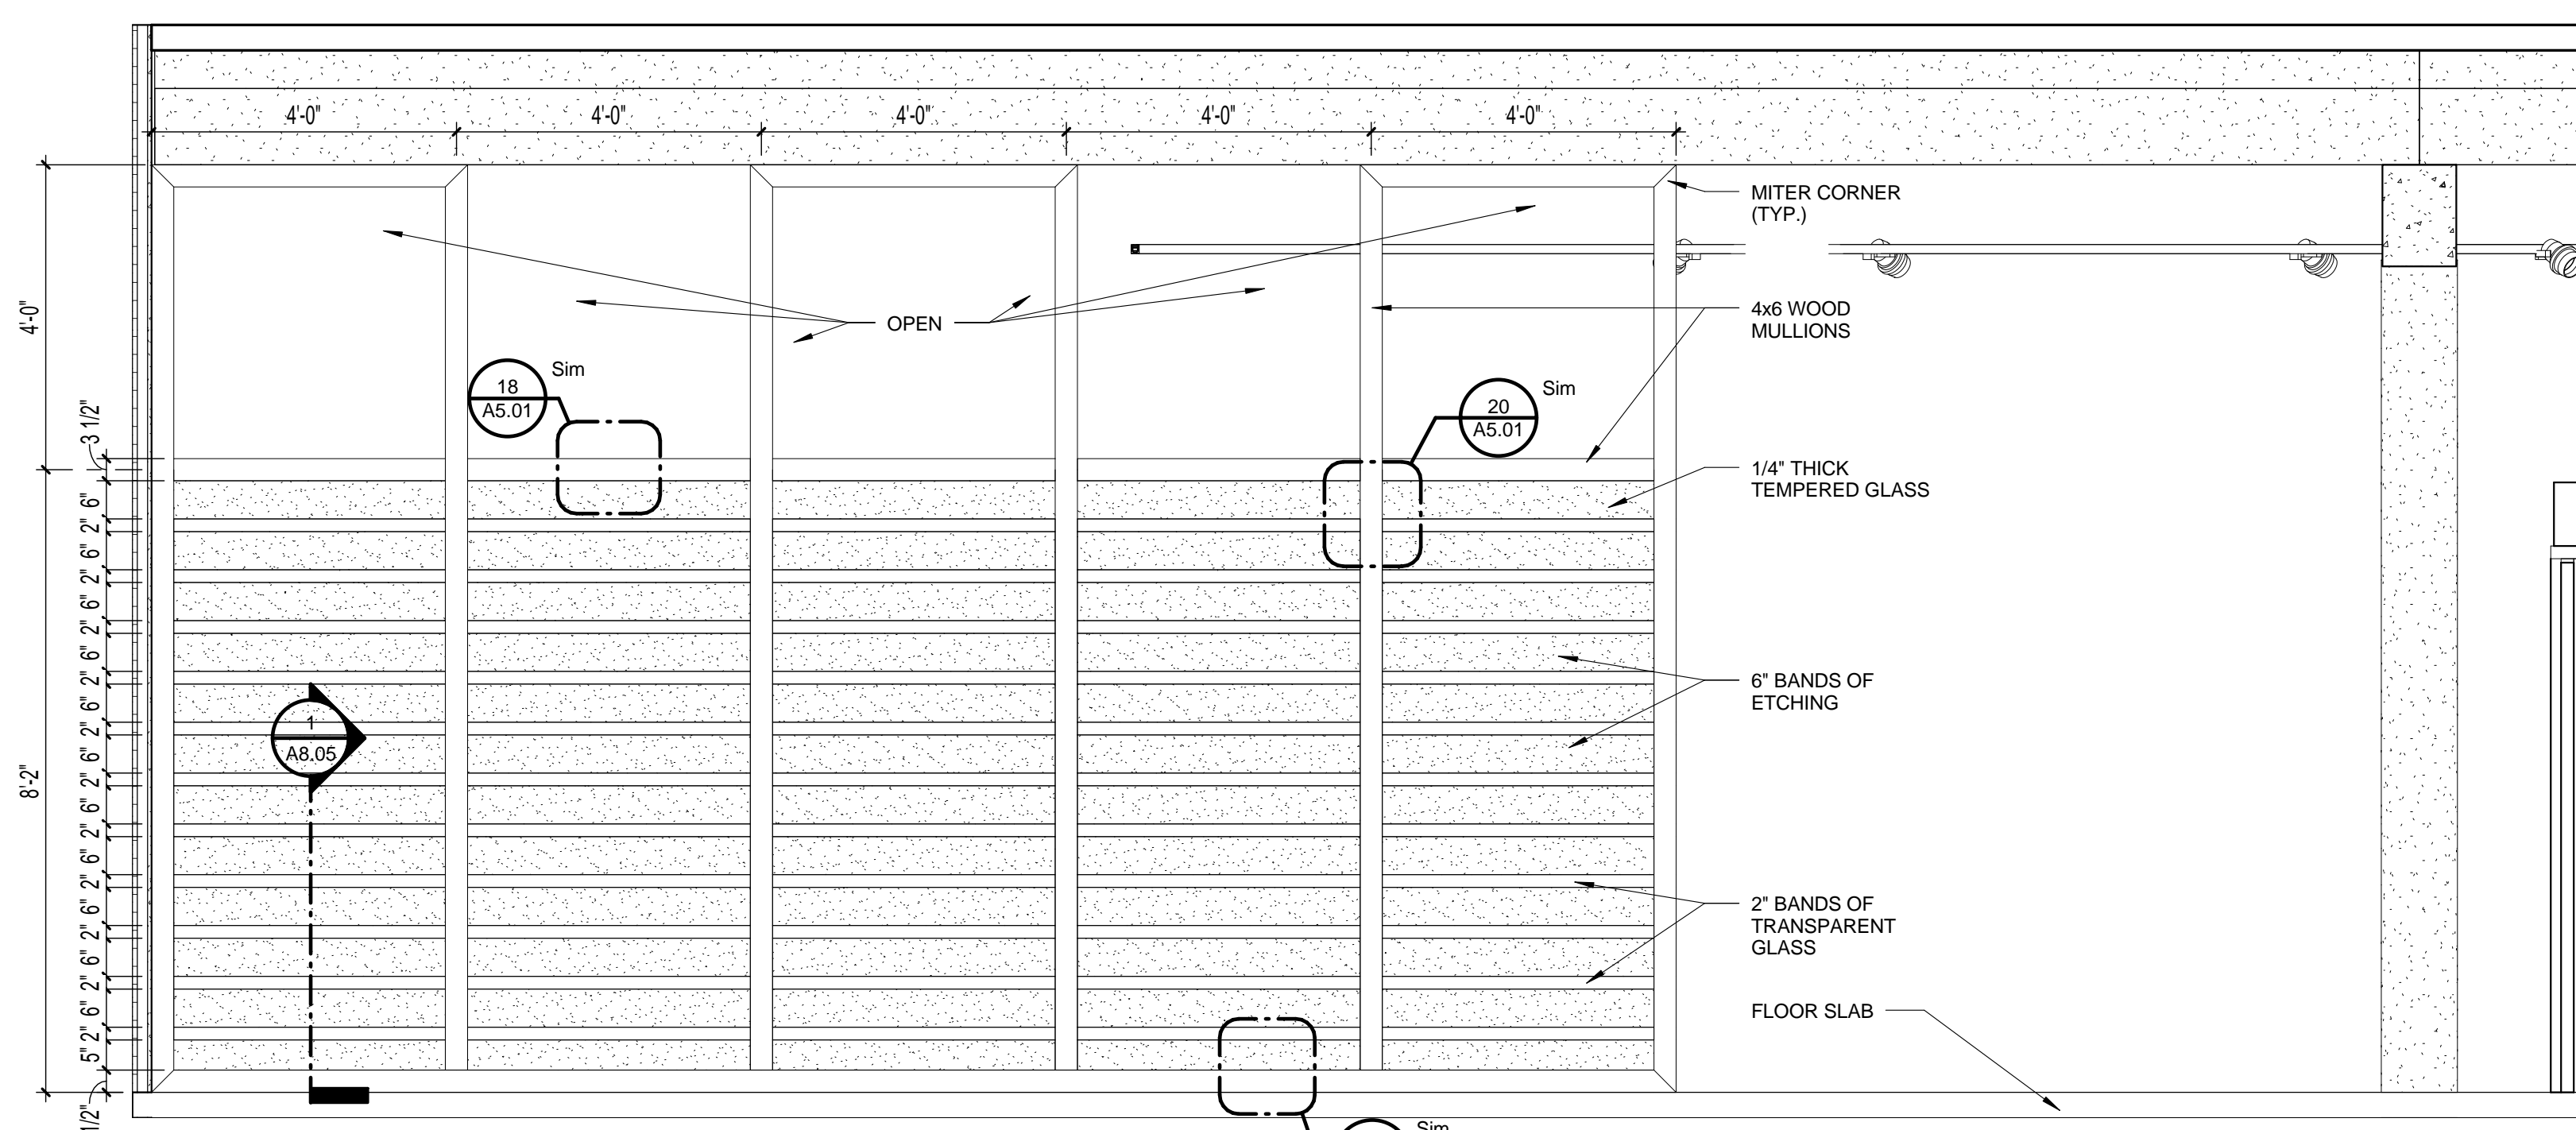 4'-0" 4'-0" 4'-0" 4'-0" 4'-0"
MITER CORNER
(TYP.)
4'-0"
OPEN
4x6 WOOD
MULLIONS
18
A5.01
Sim
20
A5.01
Sim
3 1/2"
1/4" THICK
TEMPERED GLASS
6"
2"
6"
2"
6"
2"
6"
2"
6"
2"
6"
2"
6"
2"
6"
2"
6"
2"
6"
2"
6"
2"
5"
8'-2"
6" BANDS OF
ETCHING
1
A8.05
2" BANDS OF
TRANSPARENT
GLASS
FLOOR SLAB
1/2"
Sim